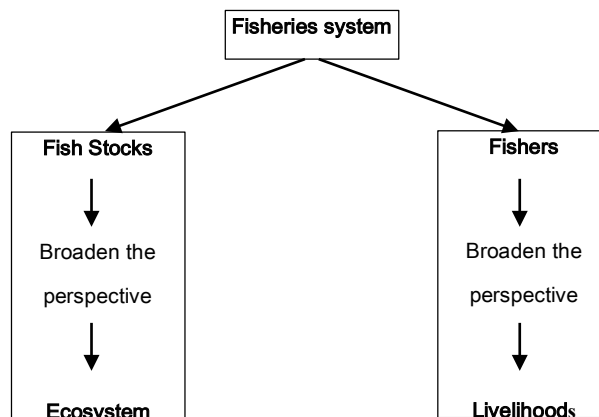 Fisheries system
Fish Stocks
Broaden the
perspective
Ecosystem
Fishers
Broaden the
perspective
Livelihoods